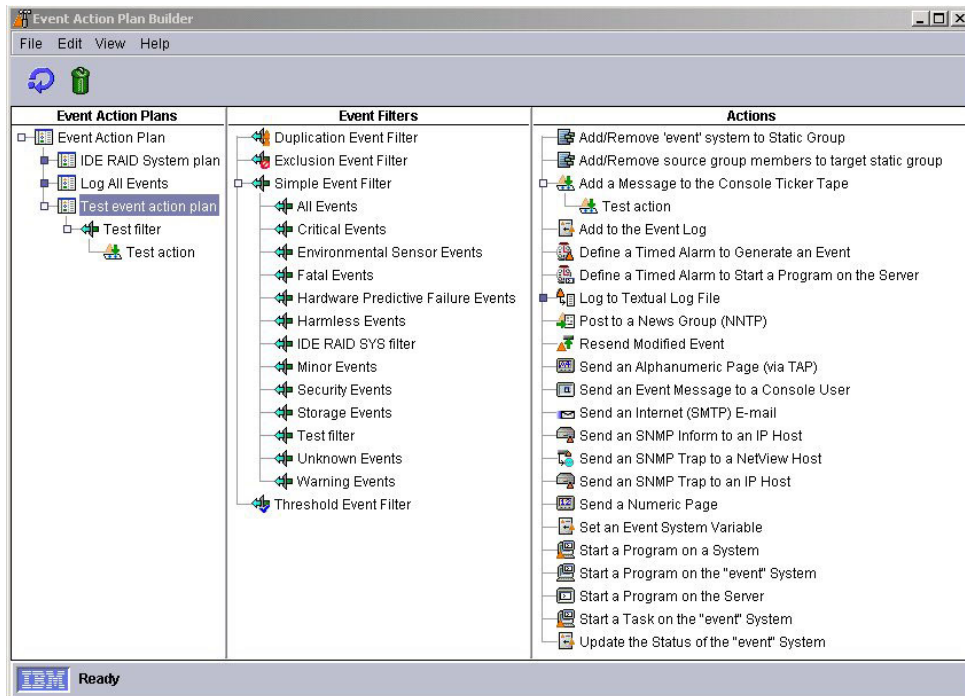 Event Action Plan Builder
File Edit View Help
Event Action Plans
Event Action Plan
IDE RAID System plan
Log All Events
Test event action plan
Test filter
Test action
Event Filters
Duplication Event Filter
Exclusion Event Filter
Simple Event Filter
All Events
Critical Events
Environmental Sensor Events
Fatal Events
Hardware Predictive Failure Events
Harmless Events
IDE RAID SYS filter
Minor Events
Security Events
Storage Events
Test filter
Unknown Events
Warning Events
Threshold Event Filter
Actions
Add/Remove 'event' system to Static Group
Add/Remove source group members to target static group
Add a Message to the Console Ticker Tape
Test action
Add to the Event Log
Define a Timed Alarm to Generate an Event
Define a Timed Alarm to Start a Program on the Server
Log to Textual Log File
Post to a News Group (NNTP)
Resend Modified Event
Send an Alphanumeric Page (via TAP)
Send an Event Message to a Console User
Send an Internet (SMTP) E-mail
Send an SNMP Inform to an IP Host
Send an SNMP Trap to a NetView Host
Send an SNMP Trap to an IP Host
Send a Numeric Page
Set an Event System Variable
Start a Program on a System
Start a Program on the "event" System
Start a Program on the Server
Start a Task on the "event" System
Update the Status of the "event" System
IBM Ready